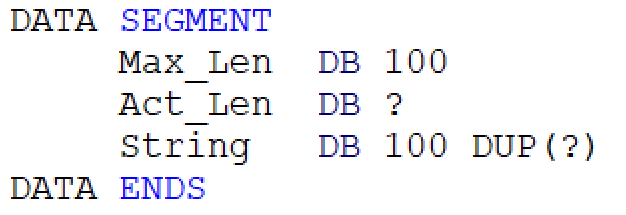 DATA SEGMENT
Max_Len DB 100
Act_Len DB ?
String DB 100 DUP(?)
DATA ENDS